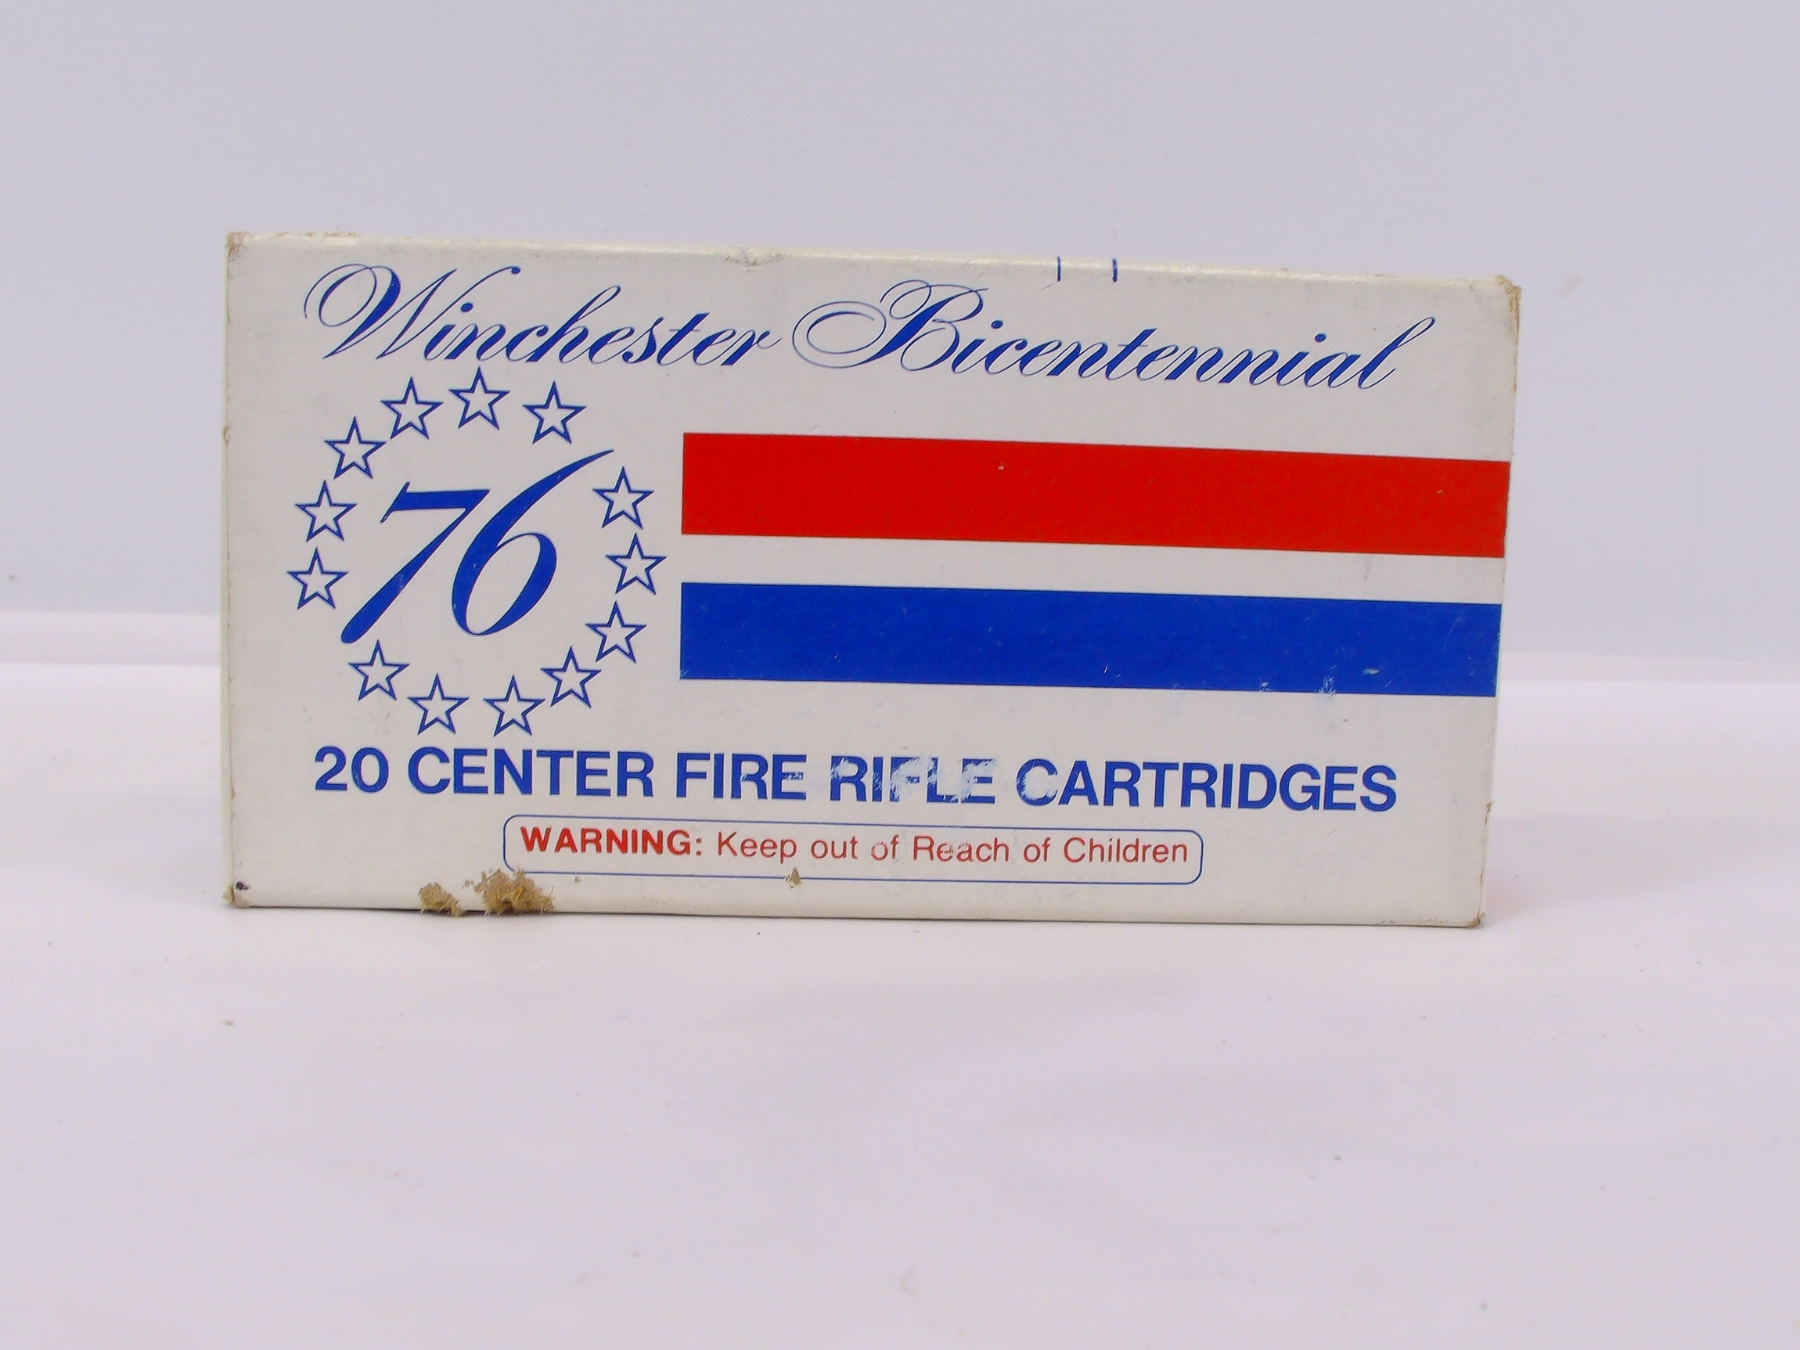 Winchester Bicentennial
76
20 CENTER FIRE RIFLE CARTRIDGES
WARNING: Keep out of Reach of Children